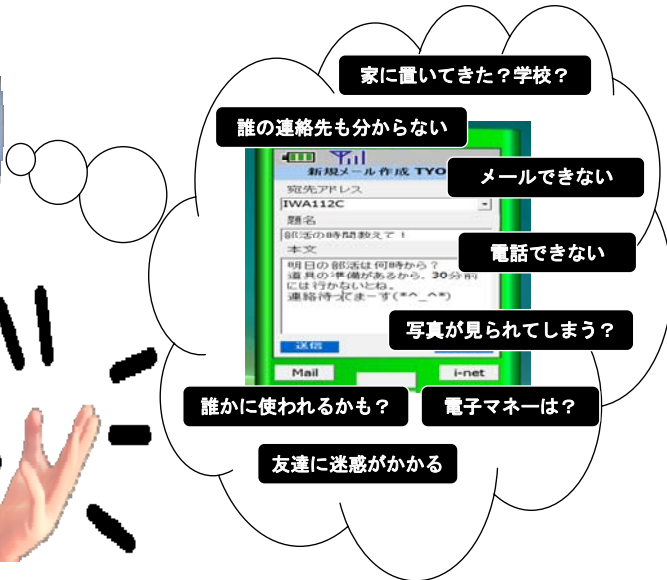 家に置いてきた？学校？
誰の連絡先も分からない
新規メール作成 TYO
メールできない
宛先アドレス
IWA112C
題名
部活の時間教えて！
電話できない
本文
明日の部活は何時から？
道具の準備があるから、30分前
には行かないとね。
連絡待ってまーす(*^_^*)
写真が見られてしまう？
送信
Mail
i-net
誰かに使われるかも？
電子マネーは？
友達に迷惑がかかる